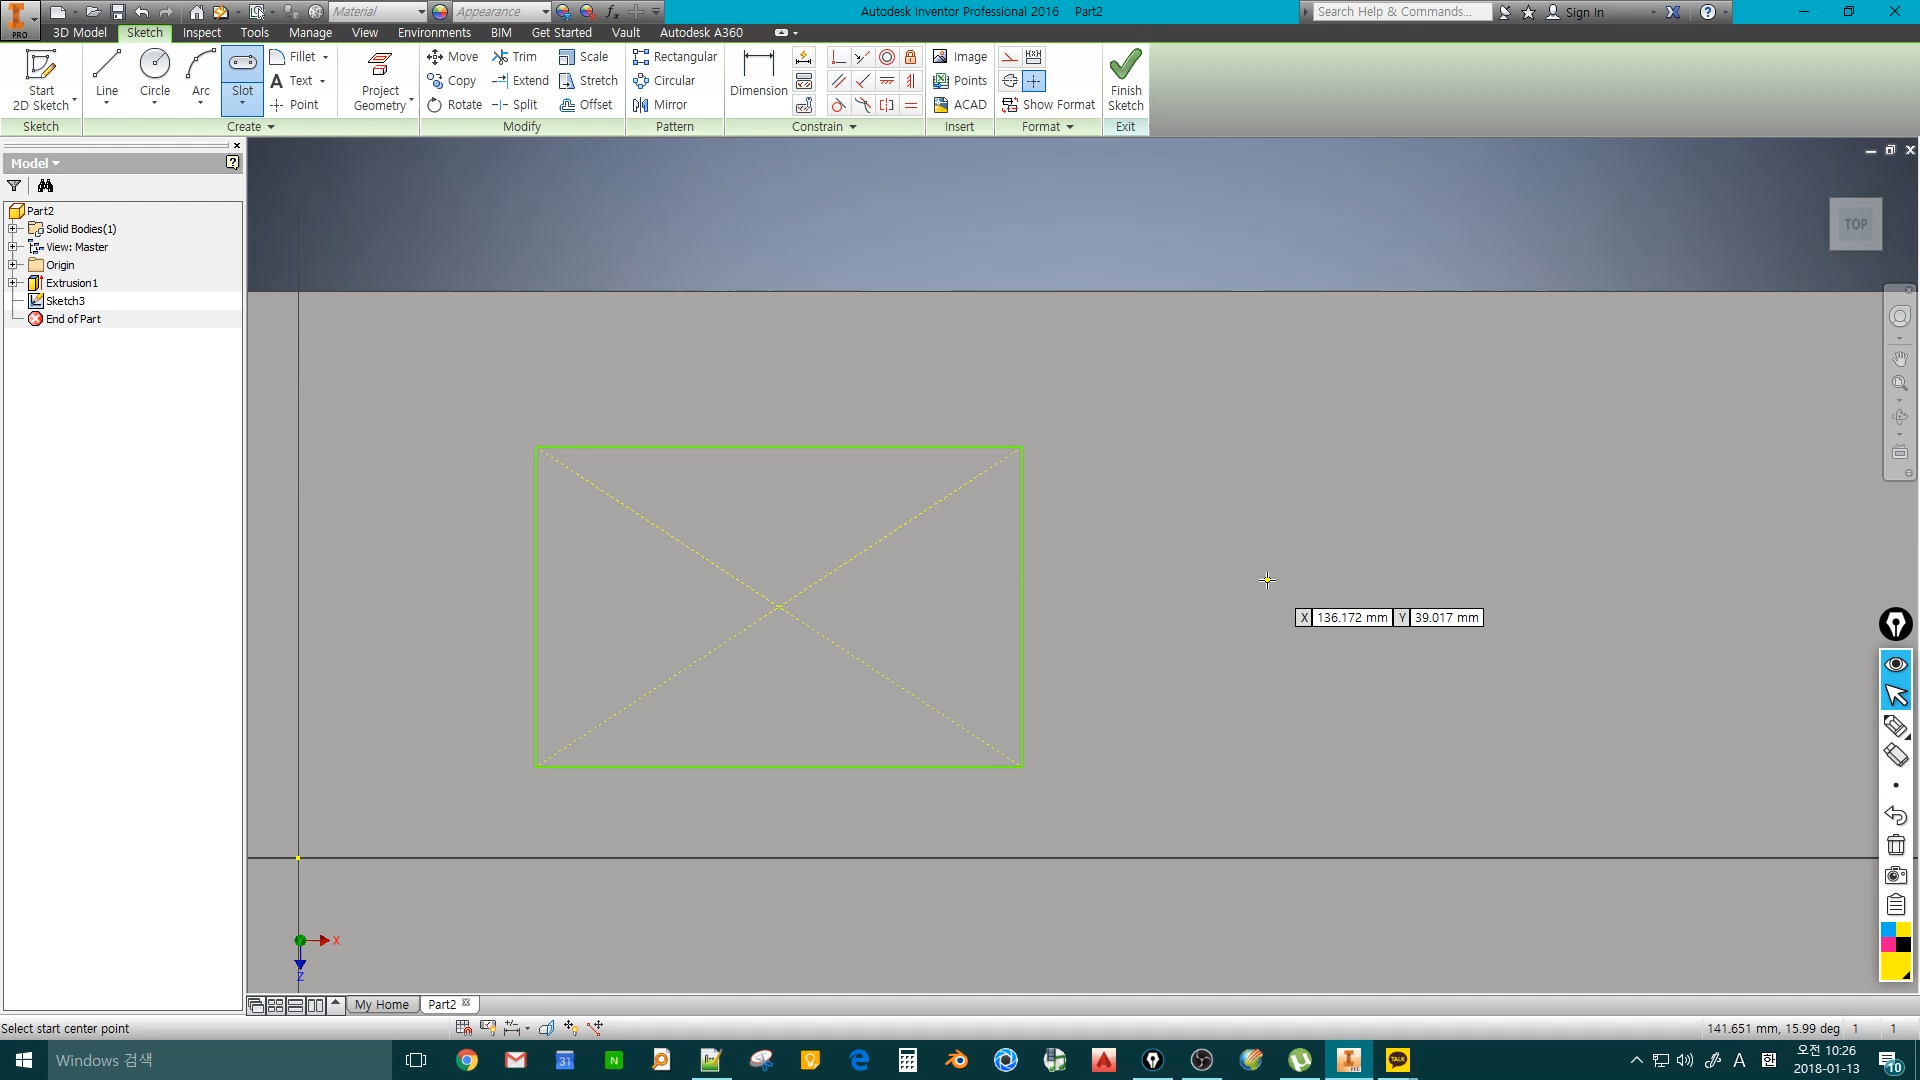 Material
Appearance
Autodesk Inventor Professional 2016 Part2
Search Help & Commands...
Sign In
PRO
3D Model Sketch Inspect Tools Manage View Environments BIM Get Started Vault Autodesk A360
Start
2D Sketch
Line
Circle
Arc
Slot
Fillet
Text
Point
Project
Geometry
Move
Copy
Rotate
Trim
Extend
Split
Scale
Stretch
Offset
Rectangular
Circular
Mirror
Dimension
Image
Points
ACAD
Show Format
Finish
Sketch
Sketch Create Modify Pattern Constrain Insert Format Exit
Model
Part2
Solid Bodies(1)
View: Master
Origin
Extrusion1
Sketch3
End of Part
TOP
X 136.172 mm Y 39.017 mm
X
Z
My Home Part2
Select start center point
141.651 mm, 15.99 deg 1 1
Windows 검색
31
N
TALK
A
오전 10:26
2018-01-13
10